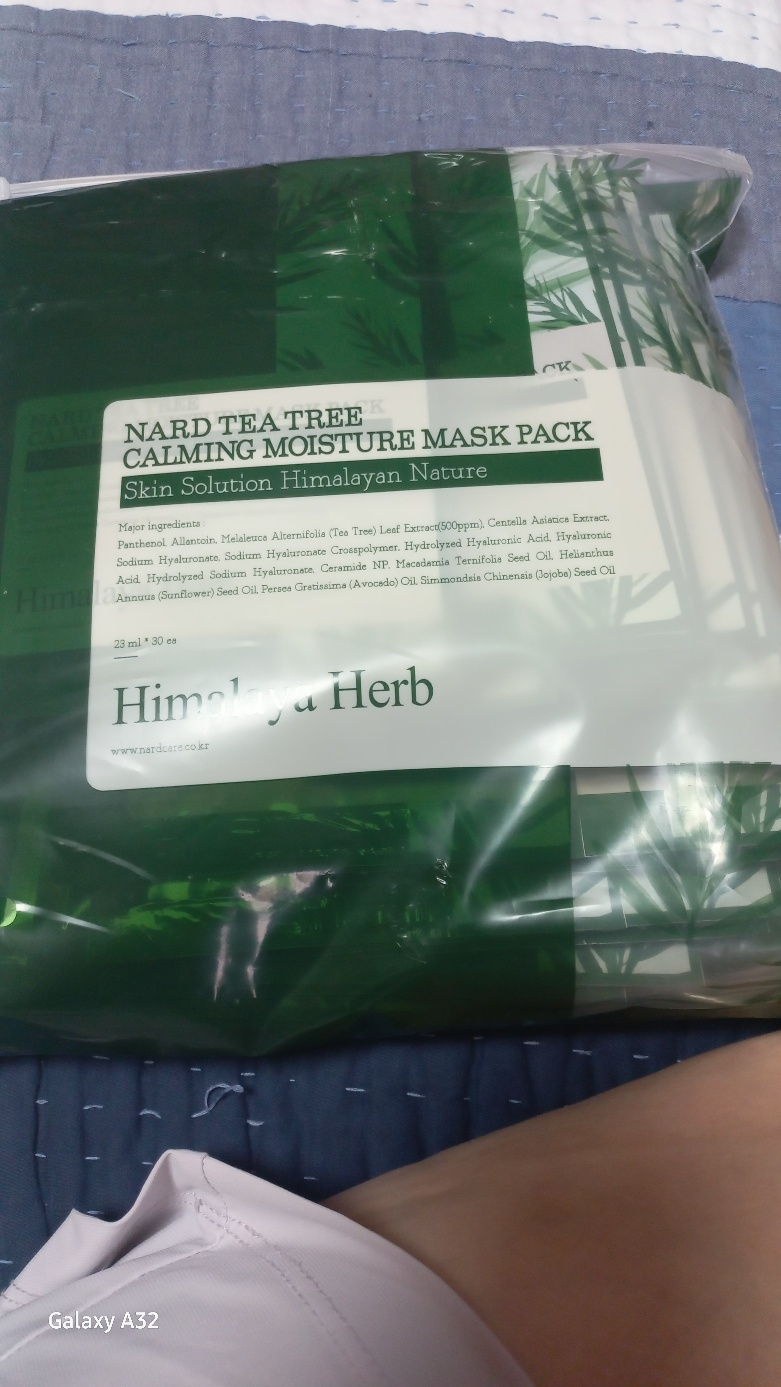 ACK
NARD TEA TREE
CALMING MOISTURE MASK PACK
Skin Solution Himalayan Nature
Major ingredients :
Panthenol, Allantoin, Melaleuca Alternifolia (Tea Tree) Leaf Extract(500ppm), Centella Asiatica Extract,
Sodium Hyaluronate, Sodium Hyaluronate Crosspolymer, Hydrolyzed Hyaluronic Acid, Hyaluronic
Acid, Hydrolyzed Sodium Hyaluronate, Ceramide NP, Macadamia Ternifolia Seed Oil, Helianthus
Annuus (Sunflower) Seed Oil, Persea Gratissima (Avocado) Oil, Simmondsia Chinensis (Jojoba) Seed Oil
23 ml * 30 ea
Himalaya Herb
www.nardcare.co.kr
Galaxy A32